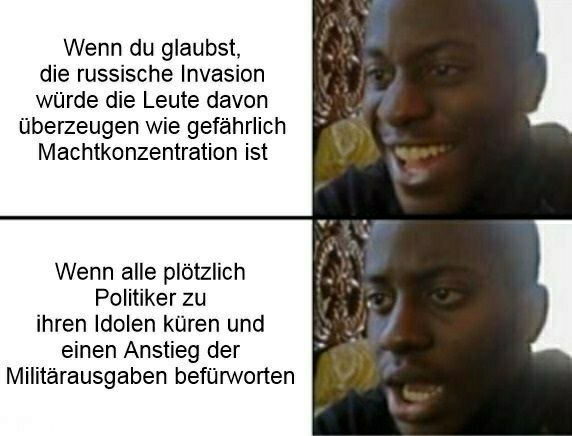 Wenn du glaubst,
die russische Invasion
würde die Leute davon
überzeugen wie gefährlich
Machtkonzentration ist
Wenn alle plötzlich
Politiker zu
ihren Idolen küren und
einen Anstieg der
Militärausgaben befürworten